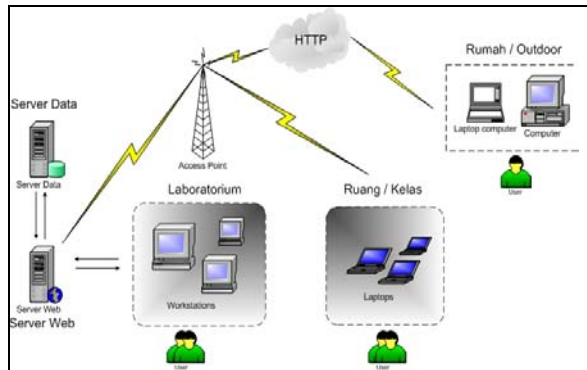 HTTP
Rumah / Outdoor
Laptop computer
Computer
User
Server Data
Server Data
Access Point
Laboratorium
Ruang / Kelas
Workstations
Laptops
Server Web
Server Web
User
User